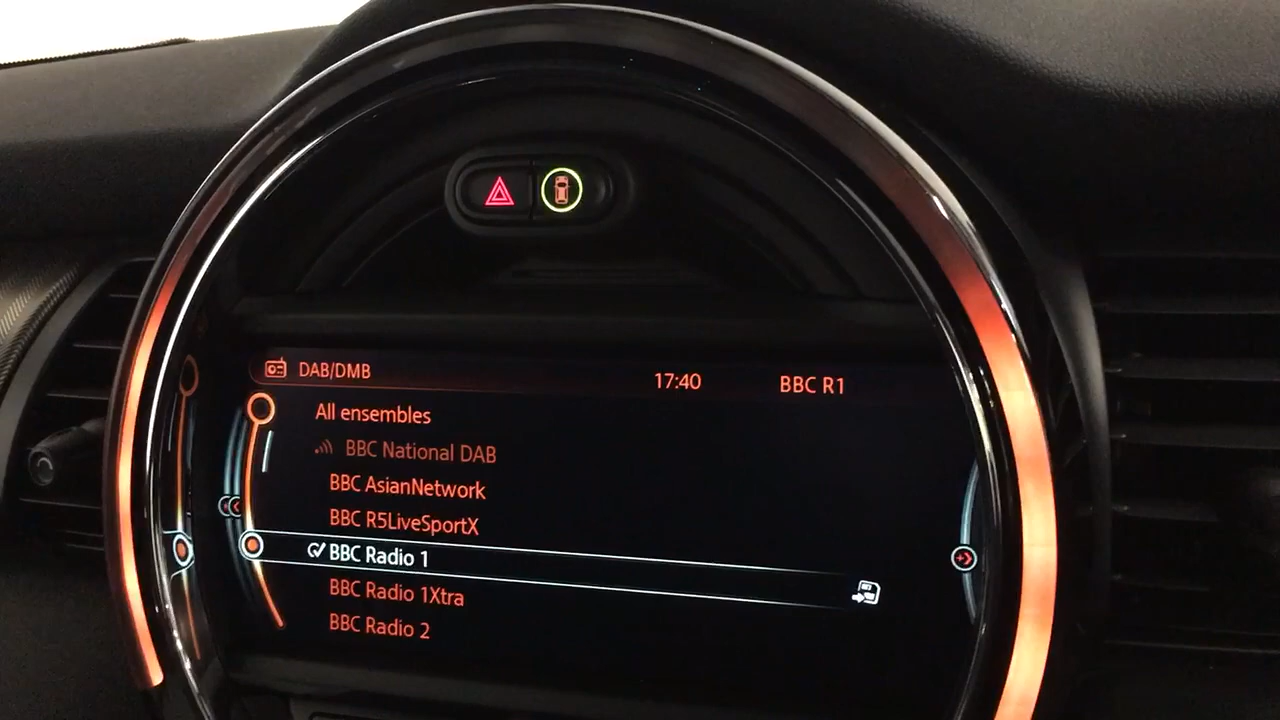 DAB/DMB 17:40 BBC R1
All ensembles
BBC National DAB
BBC AsianNetwork
BBC R5LiveSportX
BBC Radio 1
BBC Radio 1Xtra
BBC Radio 2